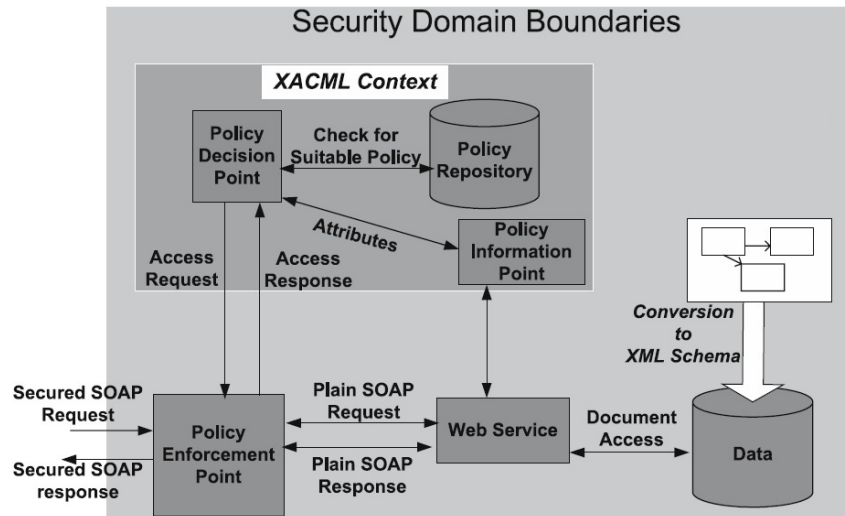 Security Domain Boundaries
XACML Context
Policy
Decision
Point
Check for
Suitable Policy
Policy
Repository
Attributes
Policy
Information
Point
Access
Request
Access
Response
Conversion
to
XML Schema
Secured SOAP
Request
Secured SOAP
response
Policy
Enforcement
Point
Plain SOAP
Request
Plain SOAP
Response
Web Service
Document
Access
Data